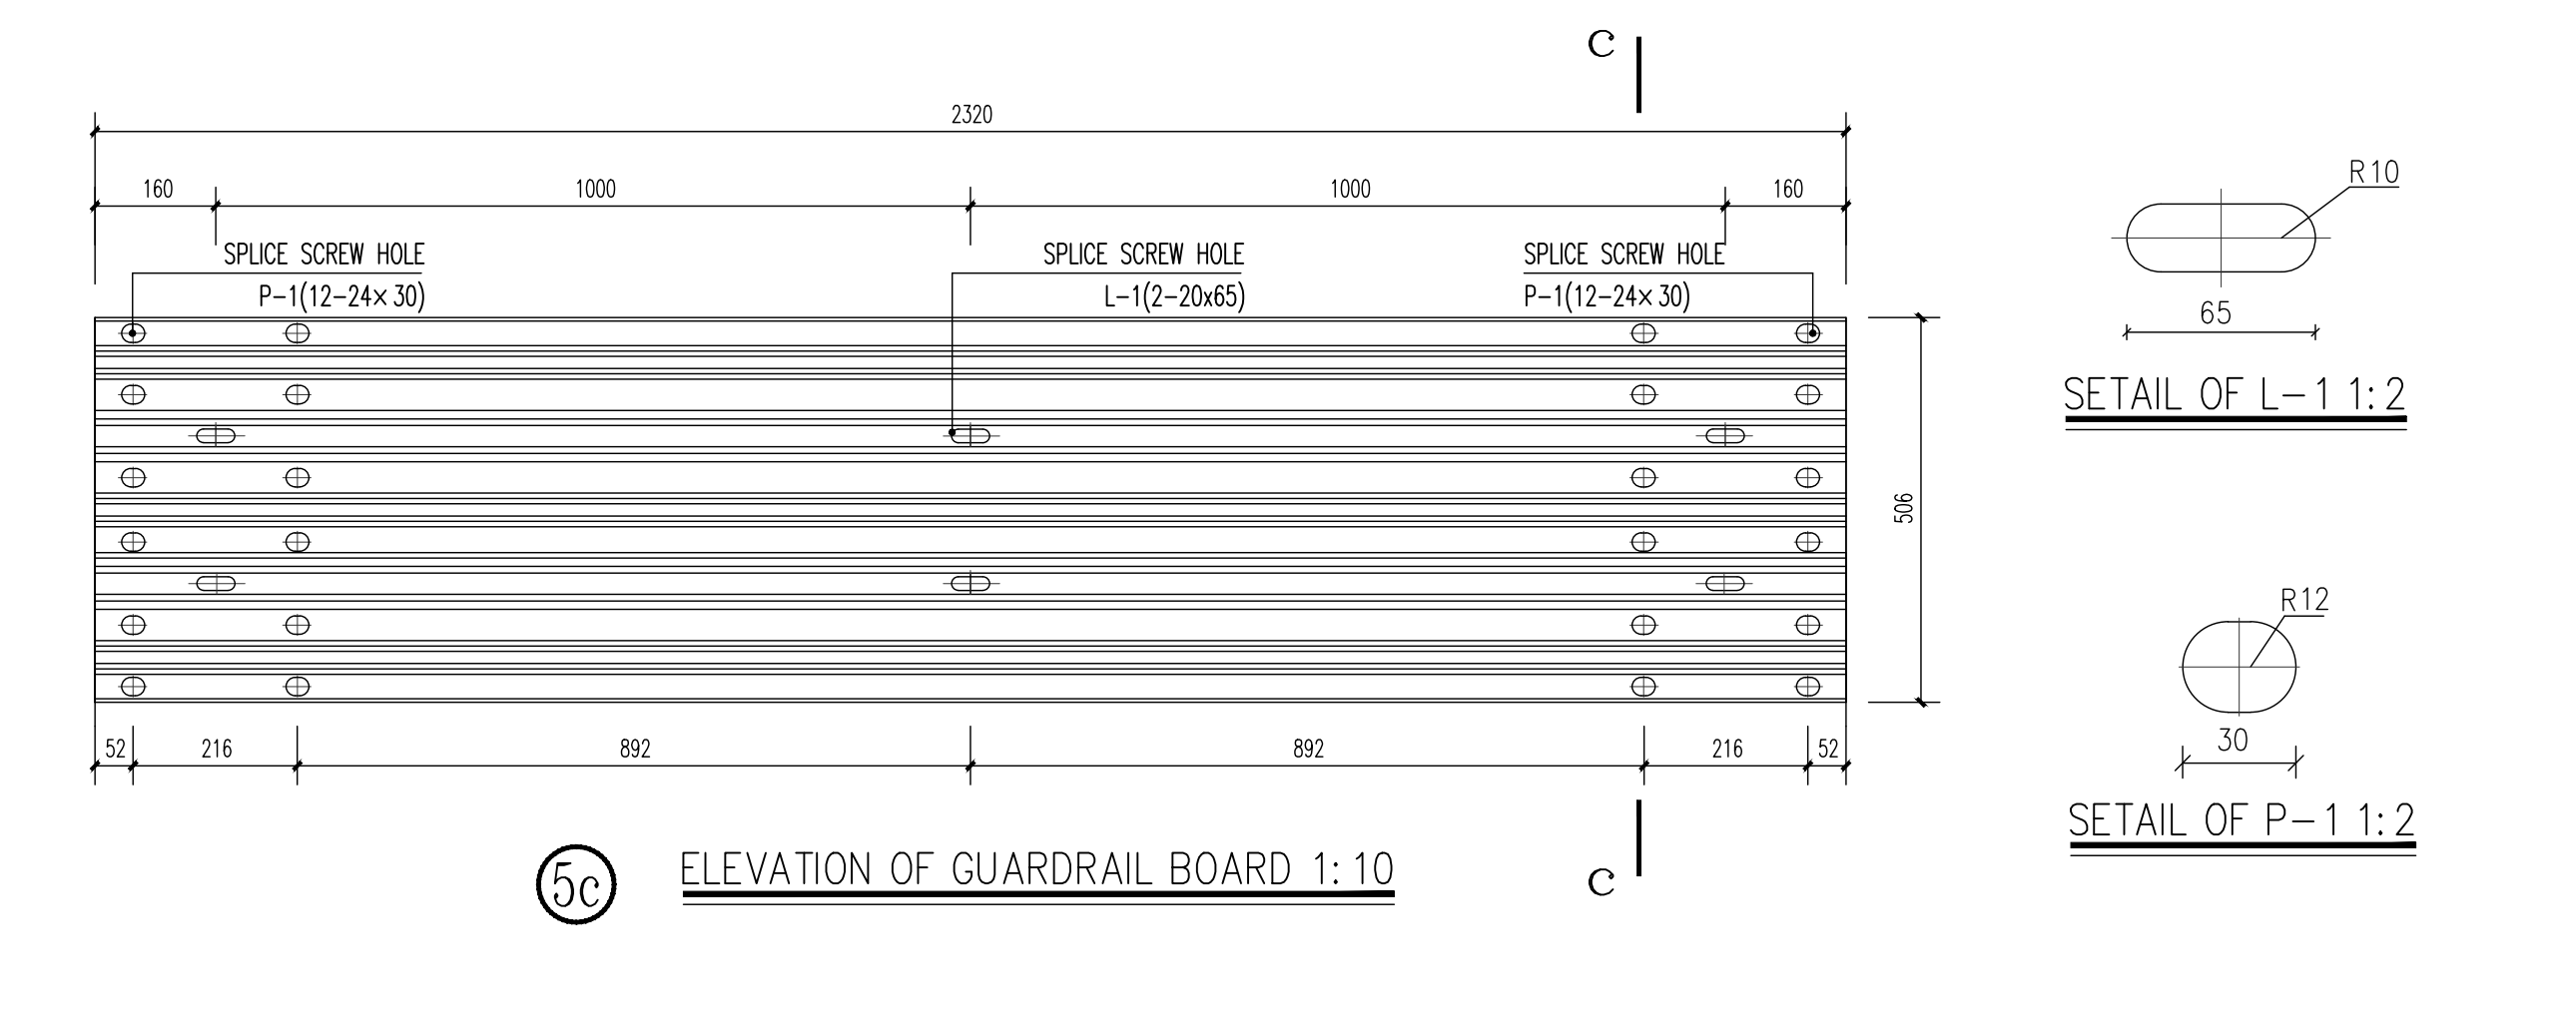 C
2320
160 1000 1000 160
SPLICE SCREW HOLE
P-1(12-24×30)
SPLICE SCREW HOLE
L-1(2-20x65)
SPLICE SCREW HOLE
P-1(12-24×30)
506
52 216 892 892 216 52
C
5c
ELEVATION OF GUARDRAIL BOARD 1:10
R10
65
SETAIL OF L-1 1:2
R12
30
SETAIL OF P-1 1:2